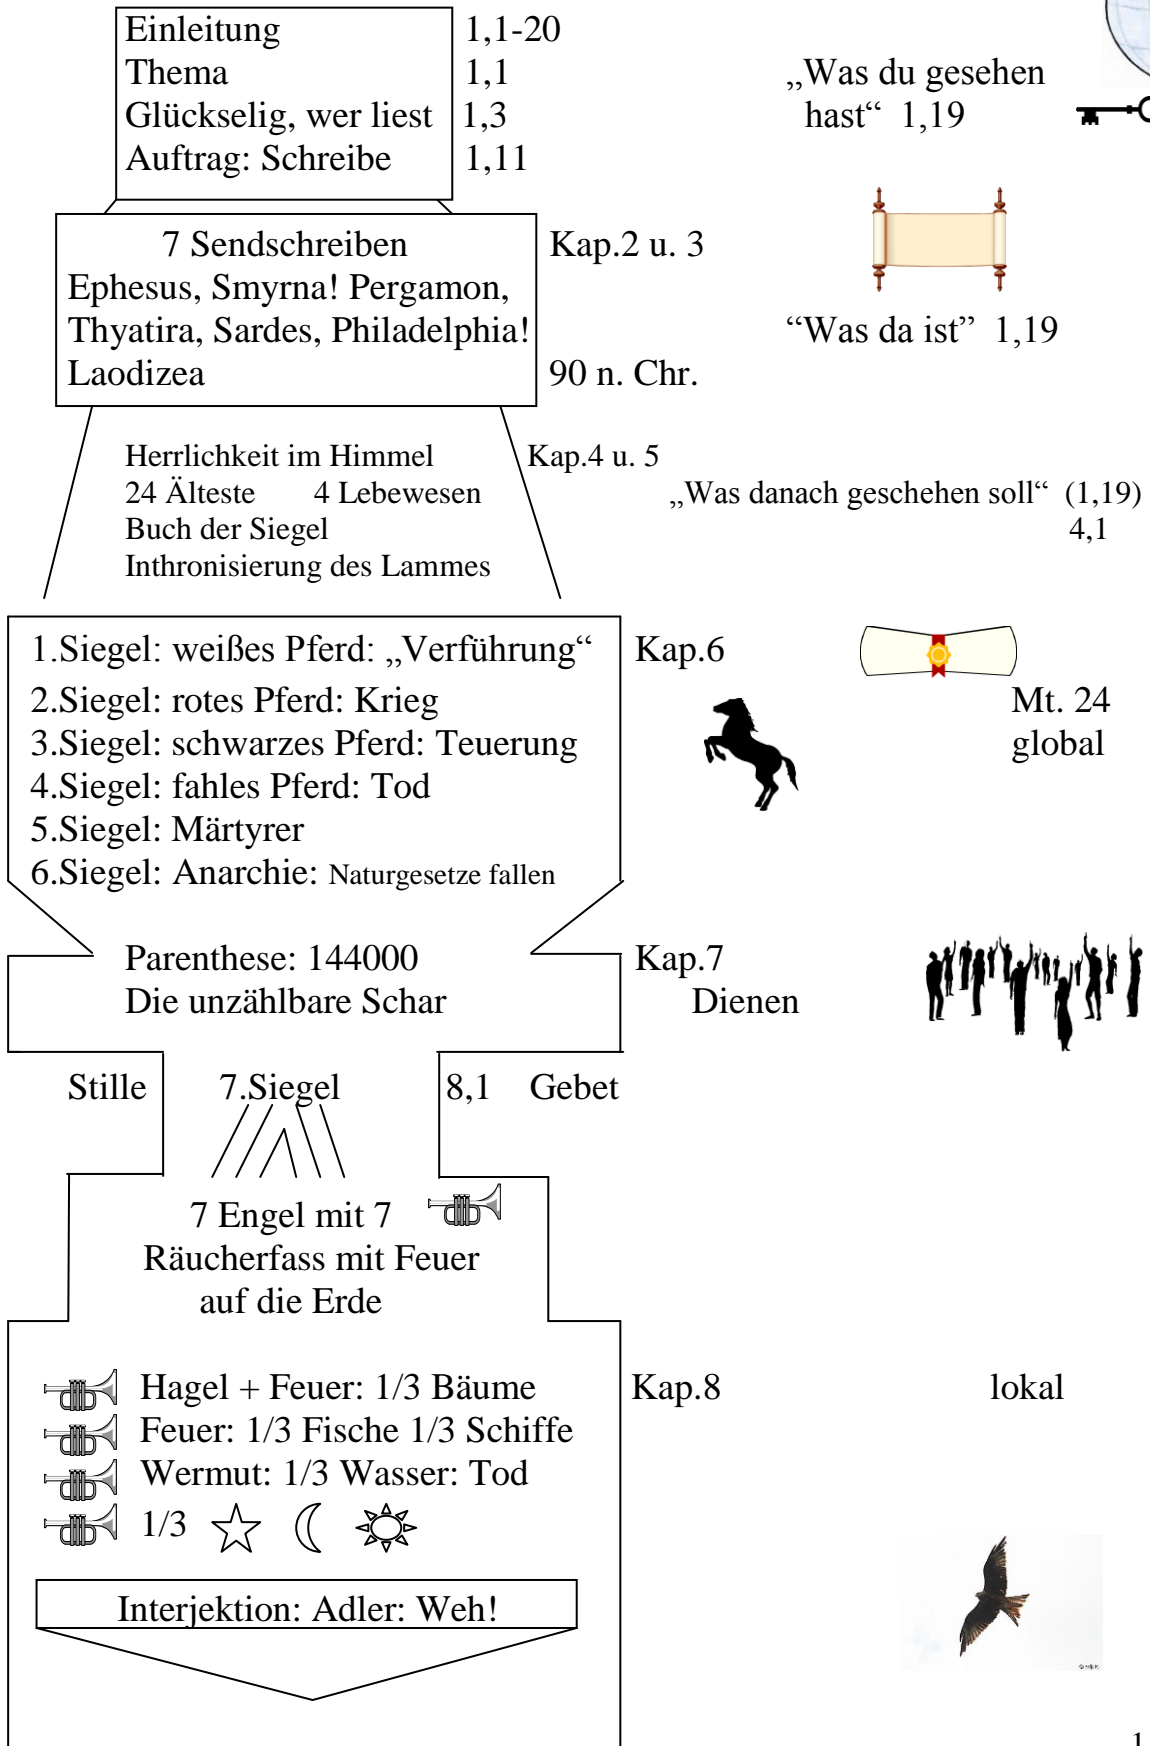 Einleitung 1,1-20
Thema 1,1 „Was du gesehen
Glückselig, wer liest 1,3 hast“ 1,19
Auftrag: Schreibe 1,11
7 Sendschreiben Kap.2 u. 3
Ephesus, Smyrna! Pergamon,
Thyatira, Sardes, Philadelphia! “Was da ist” 1,19
Laodizea 90 n. Chr.
Herrlichkeit im Himmel Kap.4 u. 5
24 Älteste 4 Lebewesen „Was danach geschehen soll“ (1,19)
Buch der Siegel 4,1
Inthronisierung des Lammes
1.Siegel: weißes Pferd: „Verführung“ Kap.6
2.Siegel: rotes Pferd: Krieg Mt. 24
3.Siegel: schwarzes Pferd: Teuerung global
4.Siegel: fahles Pferd: Tod
5.Siegel: Märtyrer
6.Siegel: Anarchie: Naturgesetze fallen
Parenthese: 144000 Kap.7
Die unzählbare Schar Dienen
Stille 7.Siegel 8,1 Gebet
7 Engel mit 7
Räucherfass mit Feuer
auf die Erde
Hagel + Feuer: 1/3 Bäume Kap.8 lokal
Feuer: 1/3 Fische 1/3 Schiffe
Wermut: 1/3 Wasser: Tod
1/3
Interjektion: Adler: Weh!
1